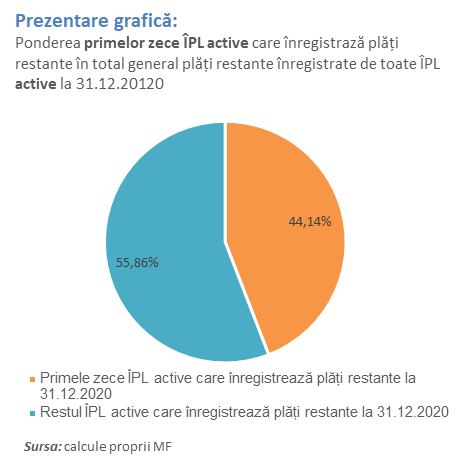 Prezentare grafică:
Ponderea primelor zece ÎPL active care înregistrază plăți
restante în total general plăți restante înregistrate de toate ÎPL
active la 31.12.20120
44,14%
55,86%
Primele zece ÎPL active care înregistrează plăți restante la
31.12.2020
Restul ÎPL active care înregistrează plăți restante la 31.12.2020
Sursa: calcule proprii MF